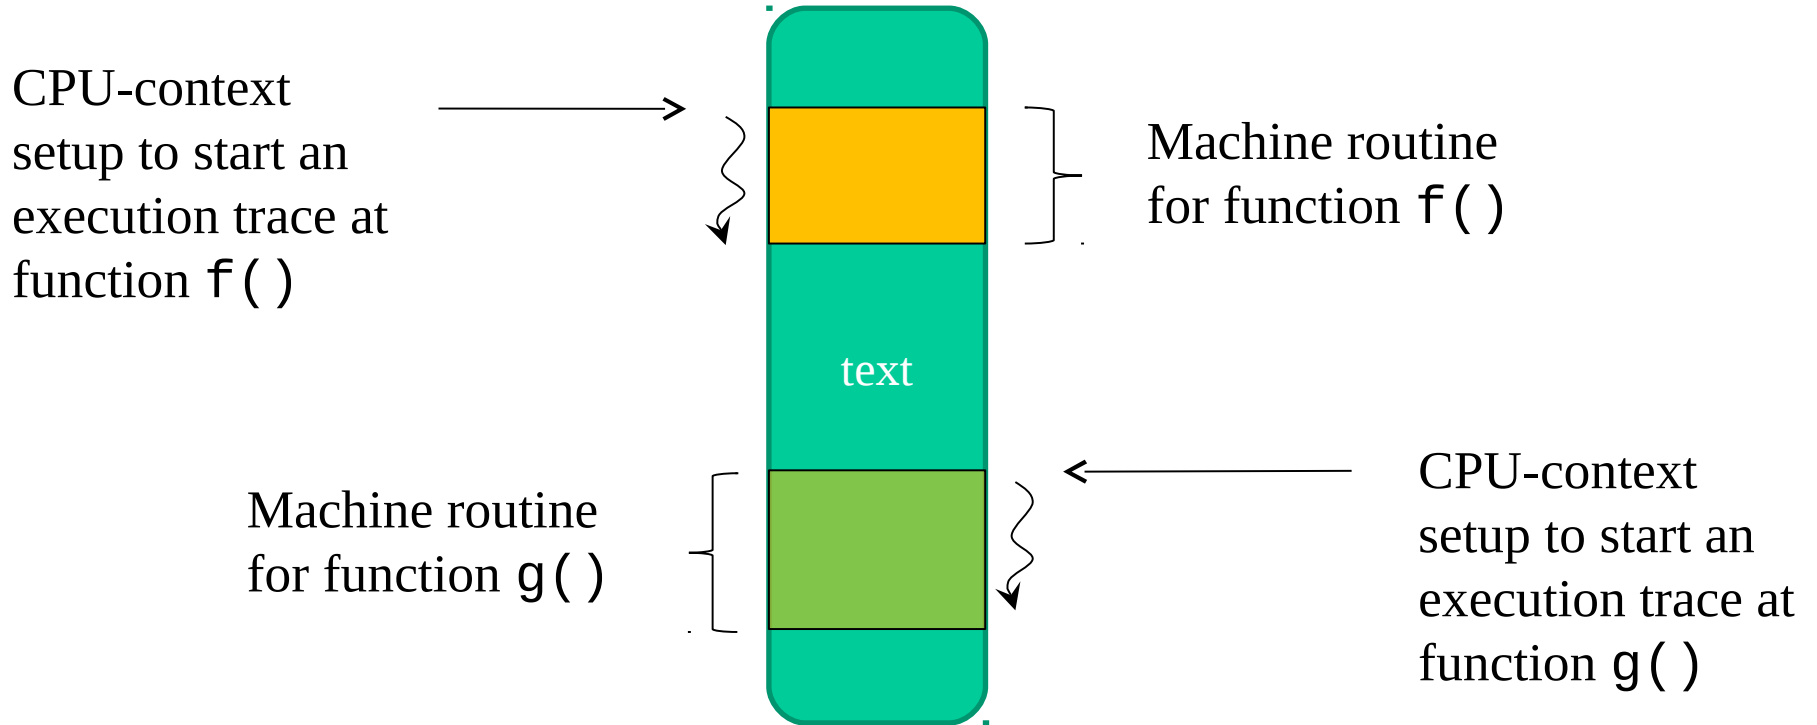 CPU-context
setup to start an
execution trace at
function f()
Machine routine
for function f()
text
Machine routine
for function g()
CPU-context
setup to start an
execution trace at
function g()